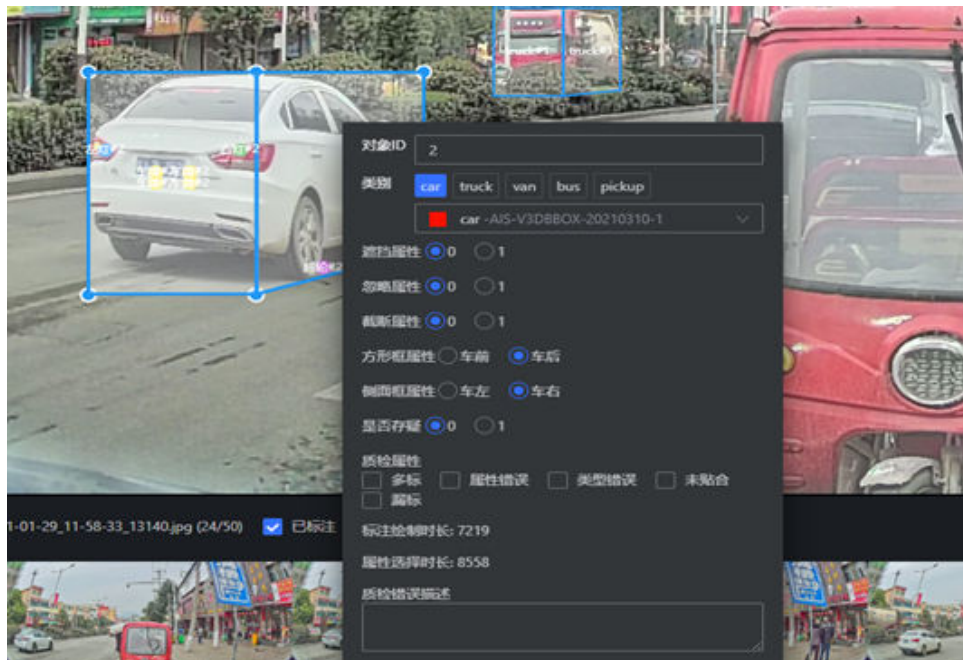 truck#1 truck#1
对象ID 2
类别 car truck van bus pickup
car -AIS-V3DBBOX-20210310-1
遮挡属性 0 1
忽略属性 0 1
截断属性 0 1
方形框属性 车前 车后
侧面框属性 车左 车右
是否存疑 0 1
质检属性
多标 属性错误 类型错误 未贴合
漏标
1-01-29_11-58-33_13140.jpg (24/50) 已标注
标注绘制时长: 7219
属性选择时长: 8558
质检错误描述